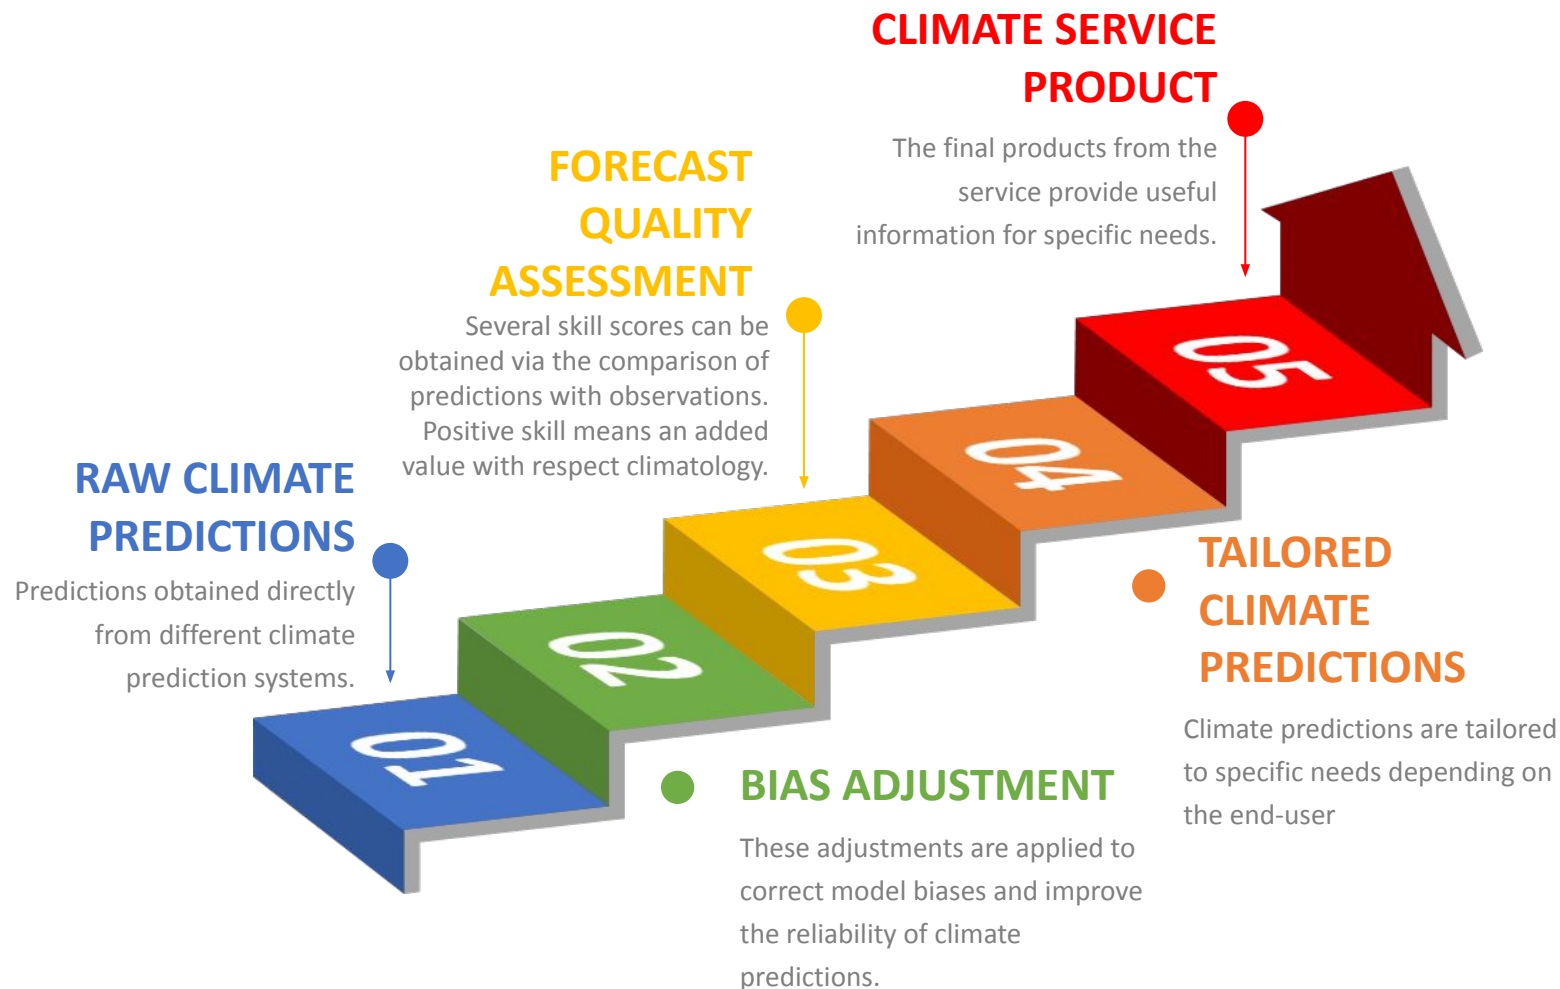 CLIMATE SERVICE
PRODUCT
The final products from the
service provide useful
information for specific needs.
FORECAST
QUALITY
ASSESSMENT
Several skill scores can be
obtained via the comparison of
predictions with observations.
Positive skill means an added
value with respect climatology.
RAW CLIMATE
PREDICTIONS
Predictions obtained directly
from different climate
prediction systems.
01
02
03
04
05
TAILORED
CLIMATE
PREDICTIONS
Climate predictions are tailored
to specific needs depending on
the end-user
BIAS ADJUSTMENT
These adjustments are applied to
correct model biases and improve
the reliability of climate
predictions.